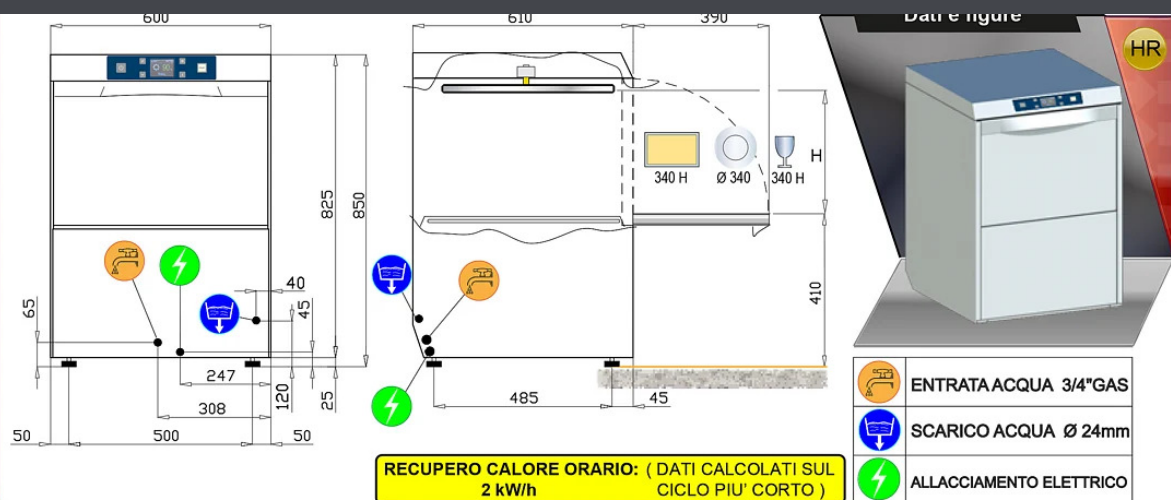 600
610
390
Dati e figure
HR
825
850
340 H
Ø 340
340 H
H
410
65
40
45
247
308
120
25
50
500
50
485
45
ENTRATA ACQUA 3/4"GAS
SCARICO ACQUA Ø 24mm
ALLACCIAMENTO ELETTRICO
RECUPERO CALORE ORARIO: ( DATI CALCOLATI SUL
2 kW/h CICLO PIU' CORTO )